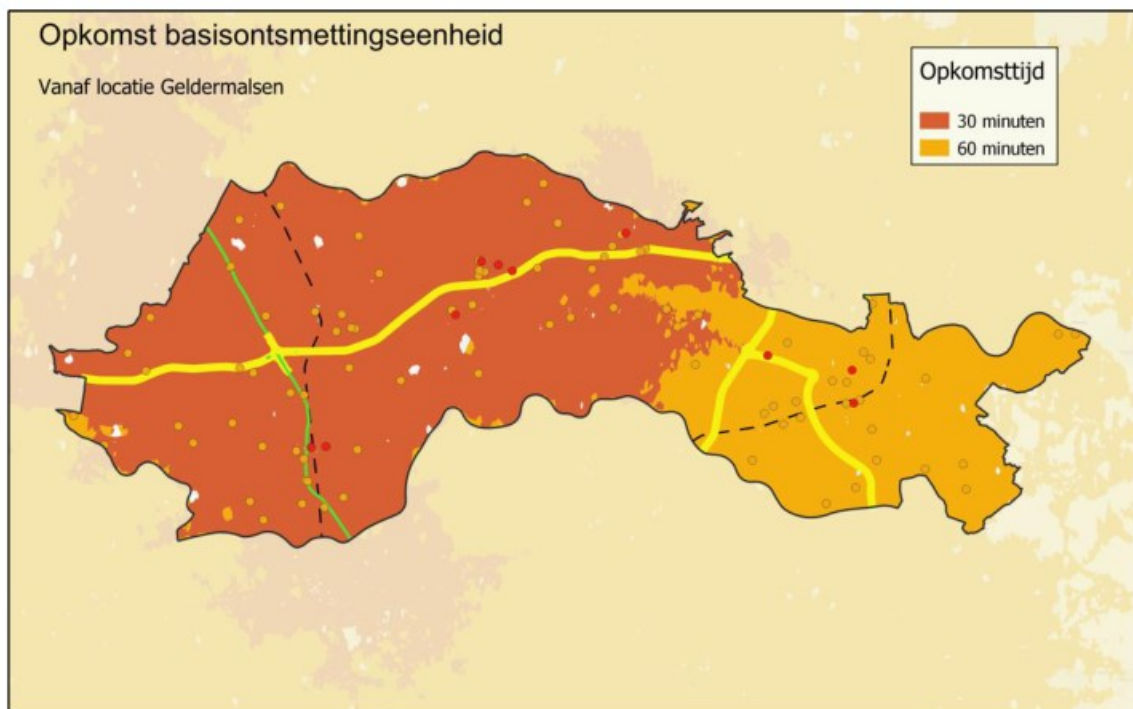 Opkomst basisontsmettingseenheid
Vanaf locatie Geldermalsen
Opkomsttijd
30 minuten
60 minuten